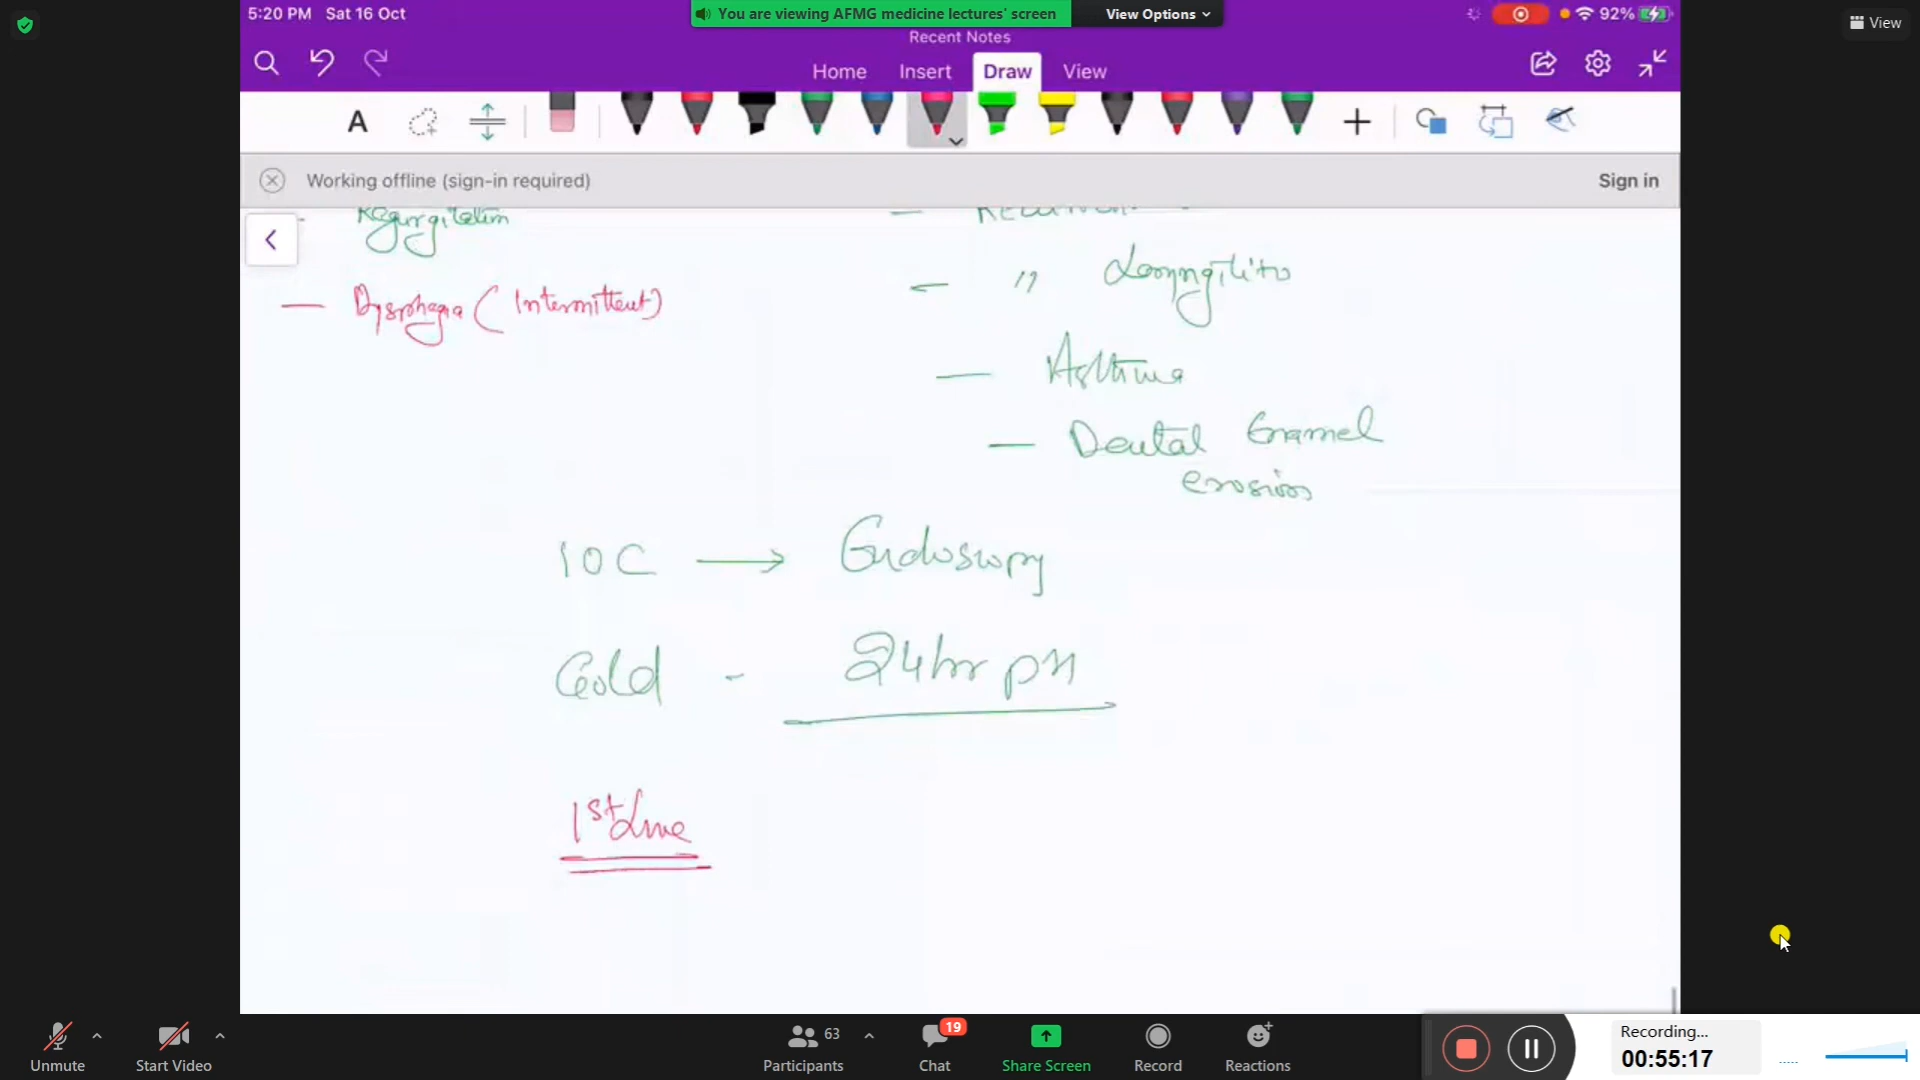 5:20 PM Sat 16 Oct
You are viewing AFMG medicine lectures' screen
View Options
92%
View
Recent Notes
Home Insert Draw View
A
Working offline (sign-in required)
Sign in
Regurgitation
— Dysphagia (Intermittent)
— "
— Asthma
— Dental Enamel
erosion
IOC → Endoscopy
Gold - 24hr pH
1st Line
Unmute
Start Video
63
Participants
19
Chat
Share Screen
Record
Reactions
Recording...
00:55:17